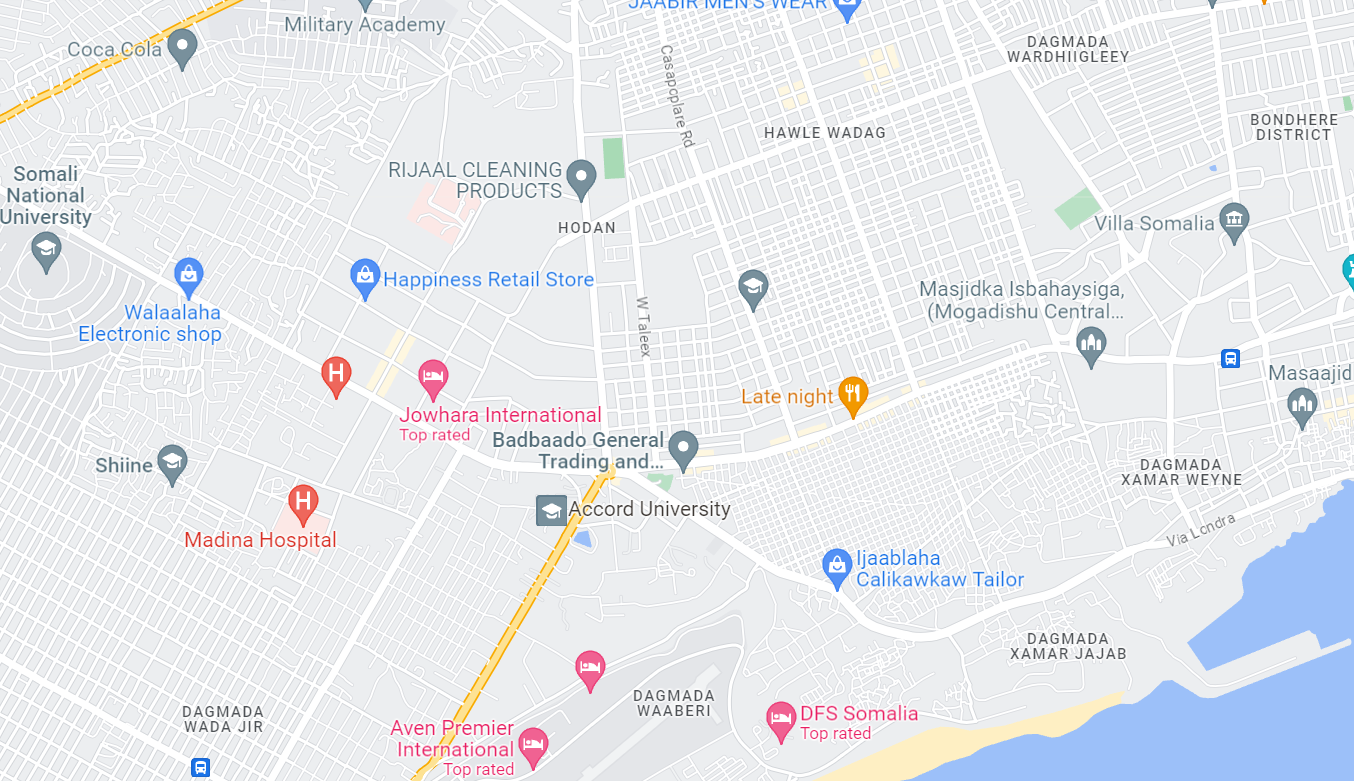 JAABIR MEN'S WEAR
Military Academy
Coca Cola
DAGMADA
WARDHIIGLEEY
Casapoplare Rd
BONDHERE
DISTRICT
HAWLE WADAG
RIJAAL CLEANING
PRODUCTS
Somali
National
University
HODAN
Villa Somalia
Happiness Retail Store
Masjidka Isbahaysiga,
(Mogadishu Central...
Walaalaha
Electronic shop
W Taleex
H
Masaajid
Late night
Jowhara International
Top rated
Badbaado General
Trading and...
Shiine
DAGMADA
XAMAR WEYNE
H
Accord University
Via Londra
Madina Hospital
Ijaablaha
Calikawkaw Tailor
DAGMADA
XAMAR JAJAB
DAGMADA
WAABERI
DAGMADA
WADA JIR
DFS Somalia
Top rated
Aven Premier
International
Top rated